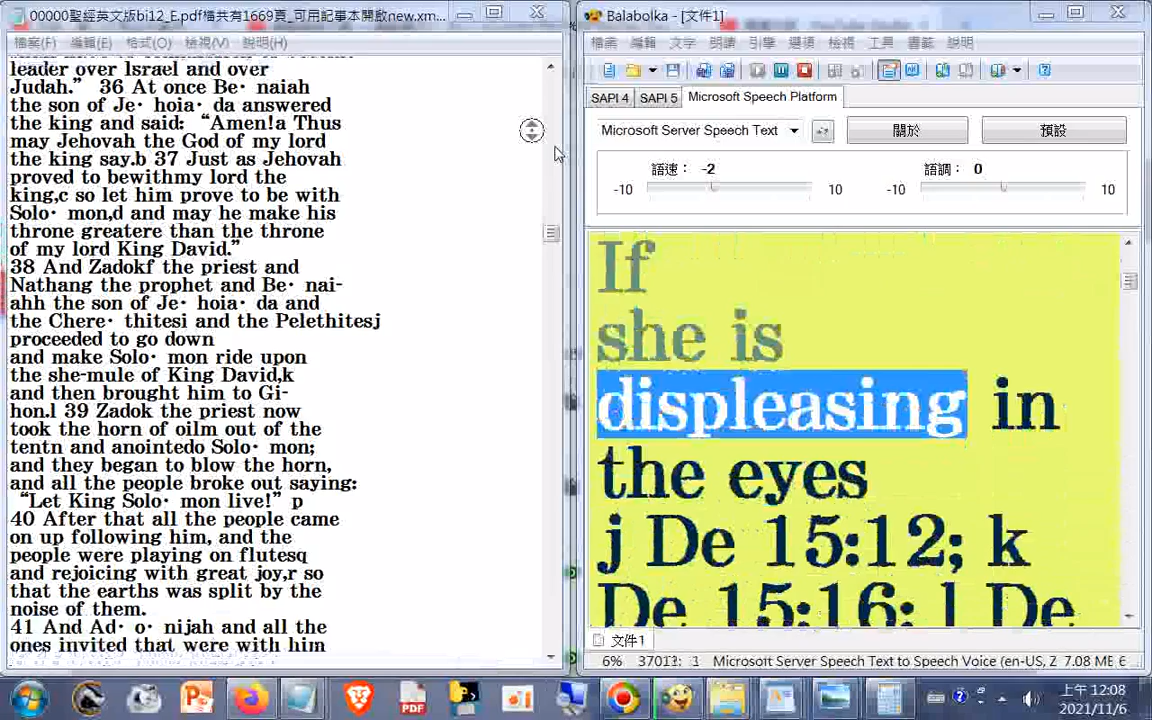 00000聖經英文版bi12_E.pdf檔共有1669頁_可用記事本開啟new.xm...
檔案(F) 編輯(E) 格式(O) 檢視(V) 說明(H)
leader over Israel and over
Judah.” 36 At once Be· naiah
the son of Je· hoia· da answered
the king and said: “Amen!a Thus
may Jehovah the God of my lord
the king say.b 37 Just as Jehovah
proved to bewithmy lord the
king,c so let him prove to be with
Solo· mon,d and may he make his
throne greatere than the throne
of my lord King David.”
38 And Zadokf the priest and
Nathang the prophet and Be· nai-
ahh the son of Je· hoia· da and
the Chere· thitesi and the Pelethitesj
proceeded to go down
and make Solo· mon ride upon
the she-mule of King David,k
and then brought him to Gi-
hon.l 39 Zadok the priest now
took the horn of oilm out of the
tentn and anointedo Solo· mon;
and they began to blow the horn,
and all the people broke out saying:
“Let King Solo· mon live!” p
40 After that all the people came
on up following him, and the
people were playing on flutesq
and rejoicing with great joy,r so
that the earths was split by the
noise of them.
41 And Ad· o· nijah and all the
ones invited that were with him
Balabolka - [文件1]
檔案 編輯 文字 朗讀 引擎 選項 檢視 工具 書籤 說明
SAPI 4 SAPI 5 Microsoft Speech Platform
Microsoft Server Speech Text 關於 預設
語速： -2 語調： 0
-10 10 -10 10
If
she is
displeasing in
the eyes
j De 15:12; k
De 15:16; l De
文件1
6% 37013: 1 Microsoft Server Speech Text to Speech Voice (en-US, Z 7.08 MB 6
PDF
上午 12:08
2021/11/6